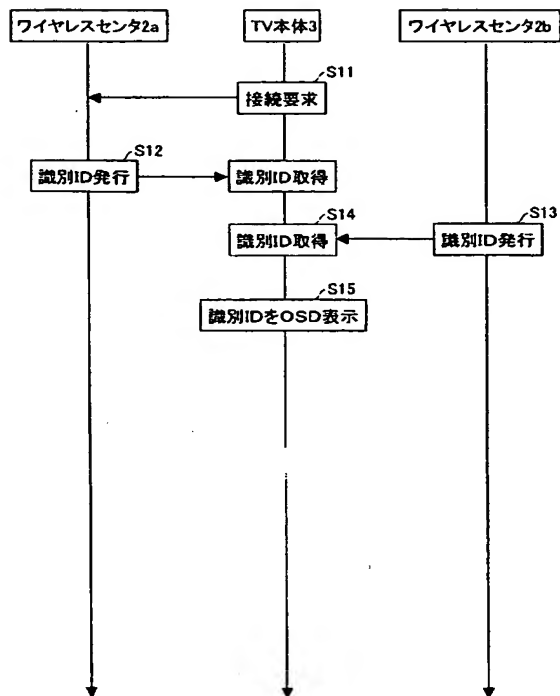 ワイヤレスセンタ2a
TV本体3
ワイヤレスセンタ2b
S11
接続要求
S12
識別ID発行
識別ID取得
S14
識別ID取得
S13
識別ID発行
S15
識別IDをOSD表示